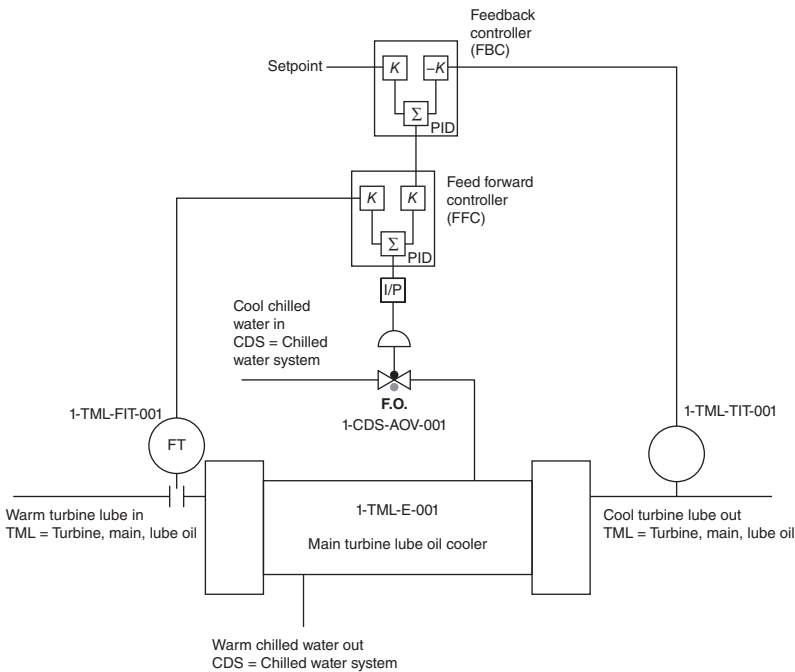 Feedback
controller
(FBC)
Setpoint
K
–K
Σ
PID
Feed forward
controller
(FFC)
K
K
Σ
PID
I/P
Cool chilled
water in
CDS = Chilled
water system
F.O.
1-CDS-AOV-001
1-TML-FIT-001
FT
1-TML-TIT-001
Warm turbine lube in
TML = Turbine, main, lube oil
1-TML-E-001
Main turbine lube oil cooler
Cool turbine lube out
TML = Turbine, main, lube oil
Warm chilled water out
CDS = Chilled water system